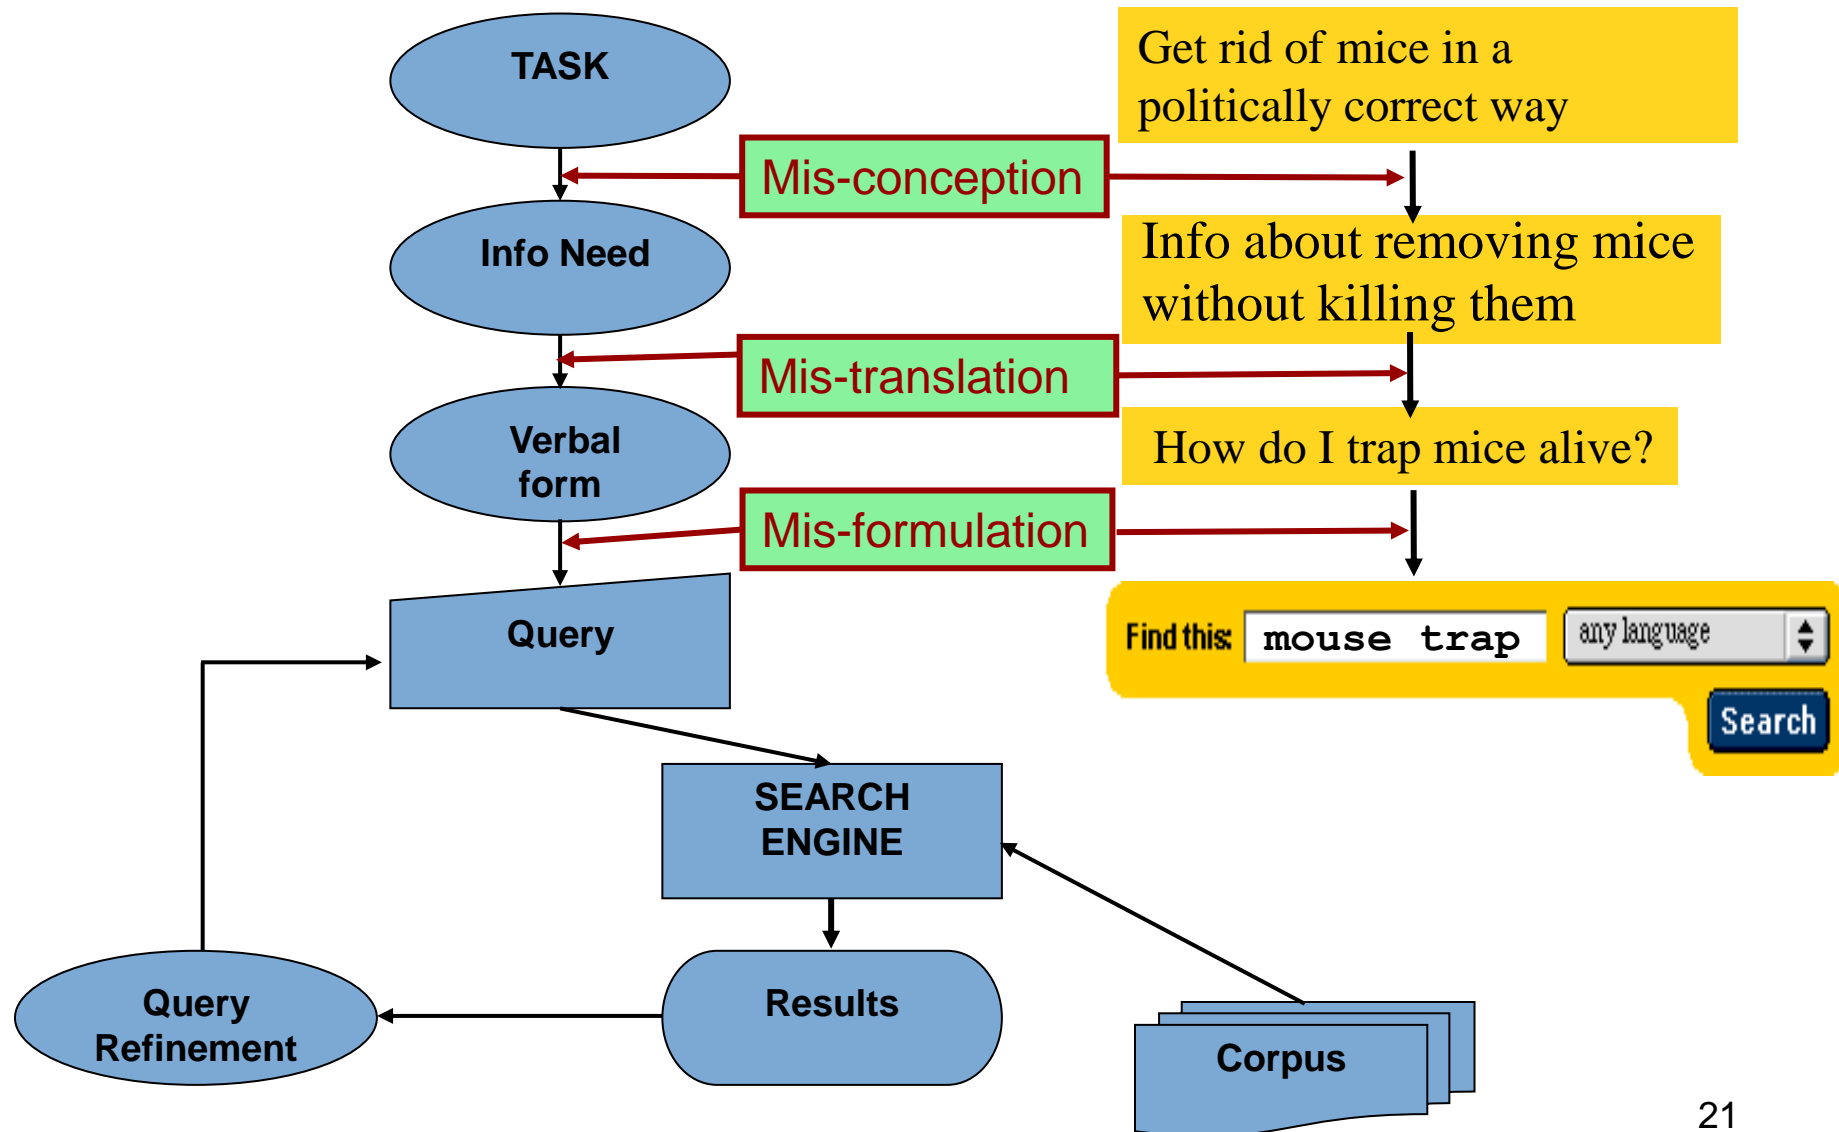 TASK
Get rid of mice in a
politically correct way
Mis-conception
Info Need
Info about removing mice
without killing them
Mis-translation
Verbal
form
How do I trap mice alive?
Mis-formulation
Query
Find this: mouse trap any language
Search
SEARCH
ENGINE
Results
Query
Refinement
Corpus
21